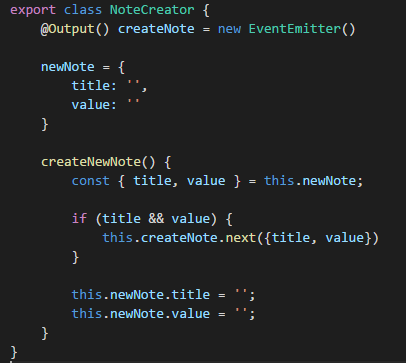 export class NoteCreator {
    @Output() createNote = new EventEmitter()

    newNote = {
        title: '',
        value: ''
    }

    createNewNote() {
        const { title, value } = this.newNote;

        if (title && value) {
            this.createNote.next({title, value})
        }

        this.newNote.title = '';
        this.newNote.value = '';
    }
}